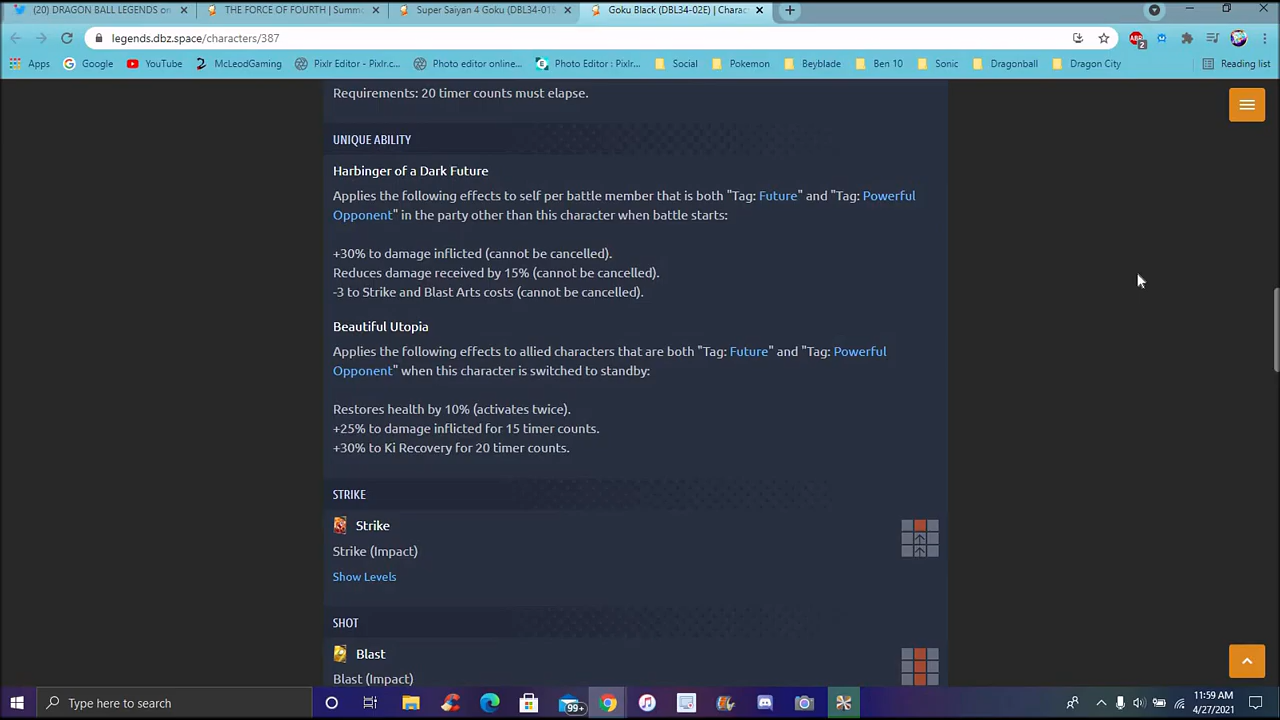 (20) DRAGON BALL LEGENDS on
THE FORCE OF FOURTH | Summo
Super Saiyan 4 Goku (DBL34-01S
Goku Black (DBL34-02E) | Charac
legends.dbz.space/characters/387
Apps Google YouTube McLeodGaming Pixlr Editor - Pixlr.c... Photo editor online... Photo Editor : Pixlr... Social Pokemon Beyblade Ben 10 Sonic Dragonball Dragon City Reading list
Requirements: 20 timer counts must elapse.
UNIQUE ABILITY
Harbinger of a Dark Future
Applies the following effects to self per battle member that is both "Tag: Future" and "Tag: Powerful
Opponent" in the party other than this character when battle starts:
+30% to damage inflicted (cannot be cancelled).
Reduces damage received by 15% (cannot be cancelled).
-3 to Strike and Blast Arts costs (cannot be cancelled).
Beautiful Utopia
Applies the following effects to allied characters that are both "Tag: Future" and "Tag: Powerful
Opponent" when this character is switched to standby:
Restores health by 10% (activates twice).
+25% to damage inflicted for 15 timer counts.
+30% to Ki Recovery for 20 timer counts.
STRIKE
Strike
Strike (Impact)
Show Levels
SHOT
Blast
Blast (Impact)
Type here to search
99+
11:59 AM
4/27/2021